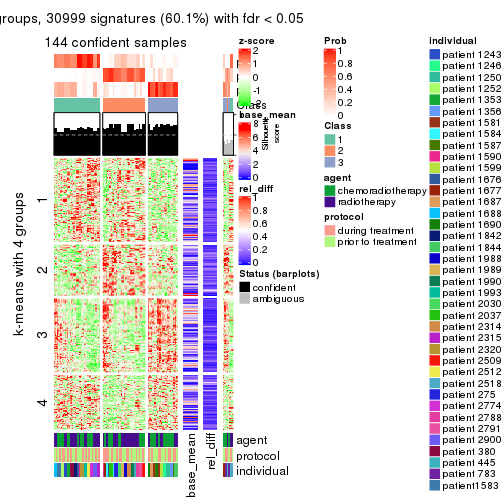 groups, 30999 signatures (60.1%) with fdr < 0.05
144 confident samples
k-means with 4 groups
1
2
3
4
Class
Silhouette score
agent
protocol
individual
base_mean
rel_diff
z-score
2
1
0
-1
base_mean
8
6
4
2
0
rel_diff
1
0.8
0.6
0.4
0.2
0
Status (barplots)
confident
ambiguous
Prob
1
0.8
0.6
0.4
0.2
0
Class
1
2
3
agent
chemoradiotherapy
radiotherapy
protocol
during treatment
prior to treatment
individual
patient 1243
patient 1246
patient 1250
patient 1252
patient 1353
patient 1356
patient 1581
patient 1584
patient 1587
patient 1590
patient 1599
patient 1676
patient 1677
patient 1687
patient 1688
patient 1690
patient 1842
patient 1844
patient 1988
patient 1989
patient 1990
patient 1993
patient 2030
patient 2037
patient 2314
patient 2315
patient 2320
patient 2509
patient 2512
patient 2518
patient 275
patient 2774
patient 2788
patient 2791
patient 2900
patient 380
patient 445
patient 783
patient1583